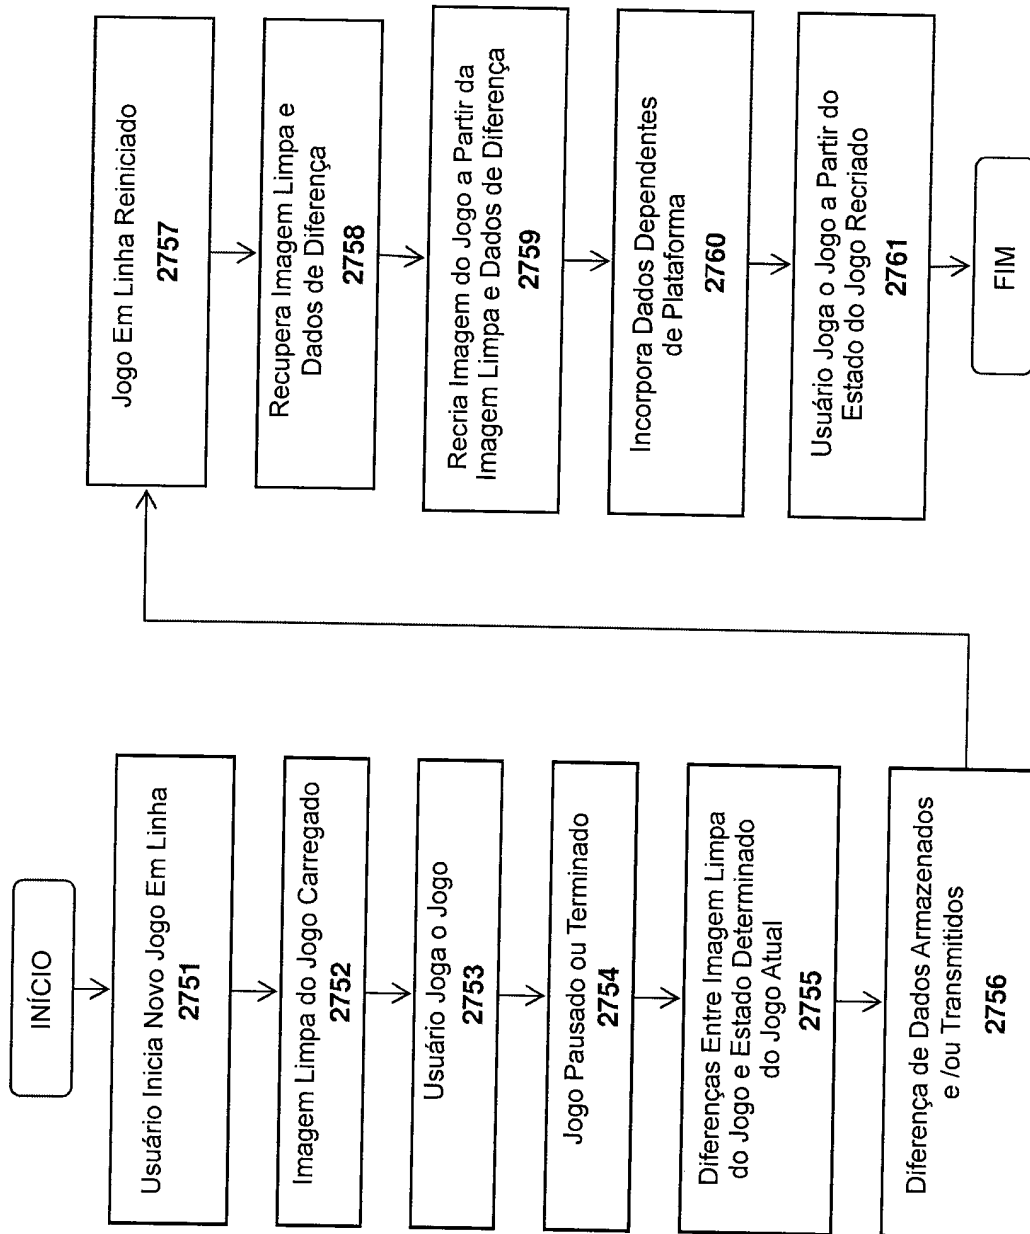 INÍCIO
Usuário Inicia Novo Jogo Em Linha
2751
Imagem Limpa do Jogo Carregado
2752
Usuário Joga o Jogo
2753
Jogo Pausado ou Terminado
2754
Diferenças Entre Imagem Limpa
do Jogo e Estado Determinado
do Jogo Atual
2755
Diferença de Dados Armazenados
e /ou Transmitidos
2756
Jogo Em Linha Reiniciado
2757
Recupera Imagem Limpa e
Dados de Diferença
2758
Recria Imagem do Jogo a Partir da
Imagem Limpa e Dados de Diferença
2759
Incorpora Dados Dependentes
de Plataforma
2760
Usuário Joga o Jogo a Partir do
Estado do Jogo Recriado
2761
FIM